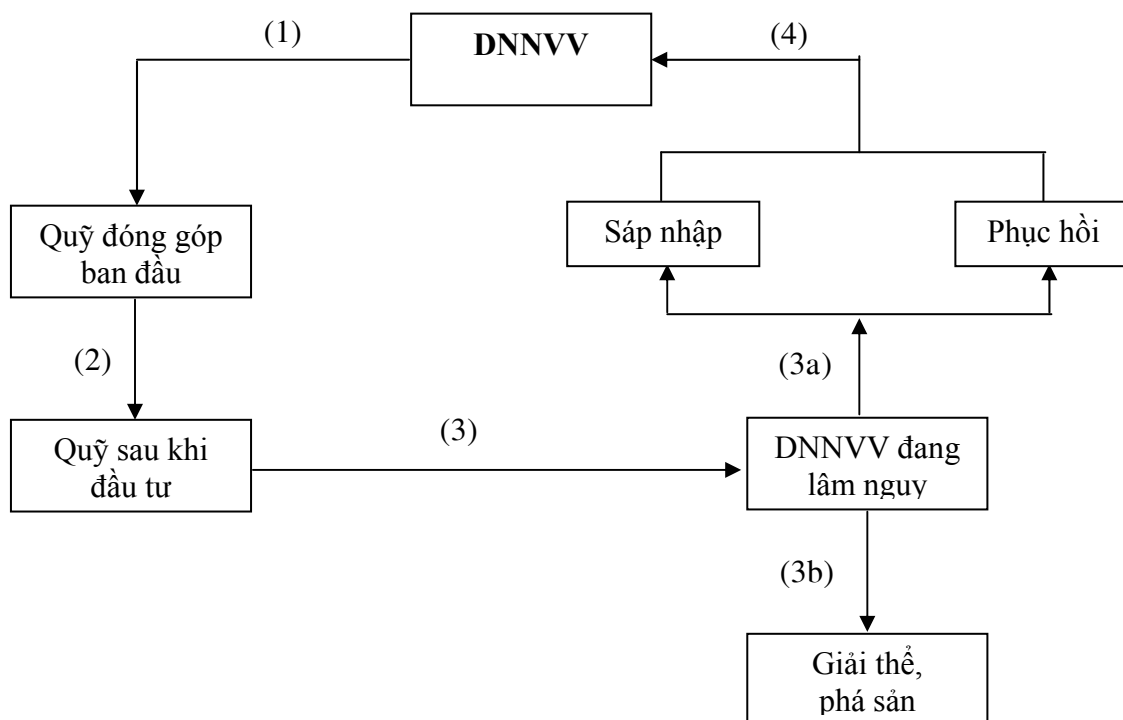 (1)
DNNVV
(4)
Quỹ đóng góp
ban đầu
Sáp nhập
Phục hồi
(2)
(3a)
Quỹ sau khi
đầu tư
(3)
DNNVV đang
lâm nguy
(3b)
Giải thể,
phá sản